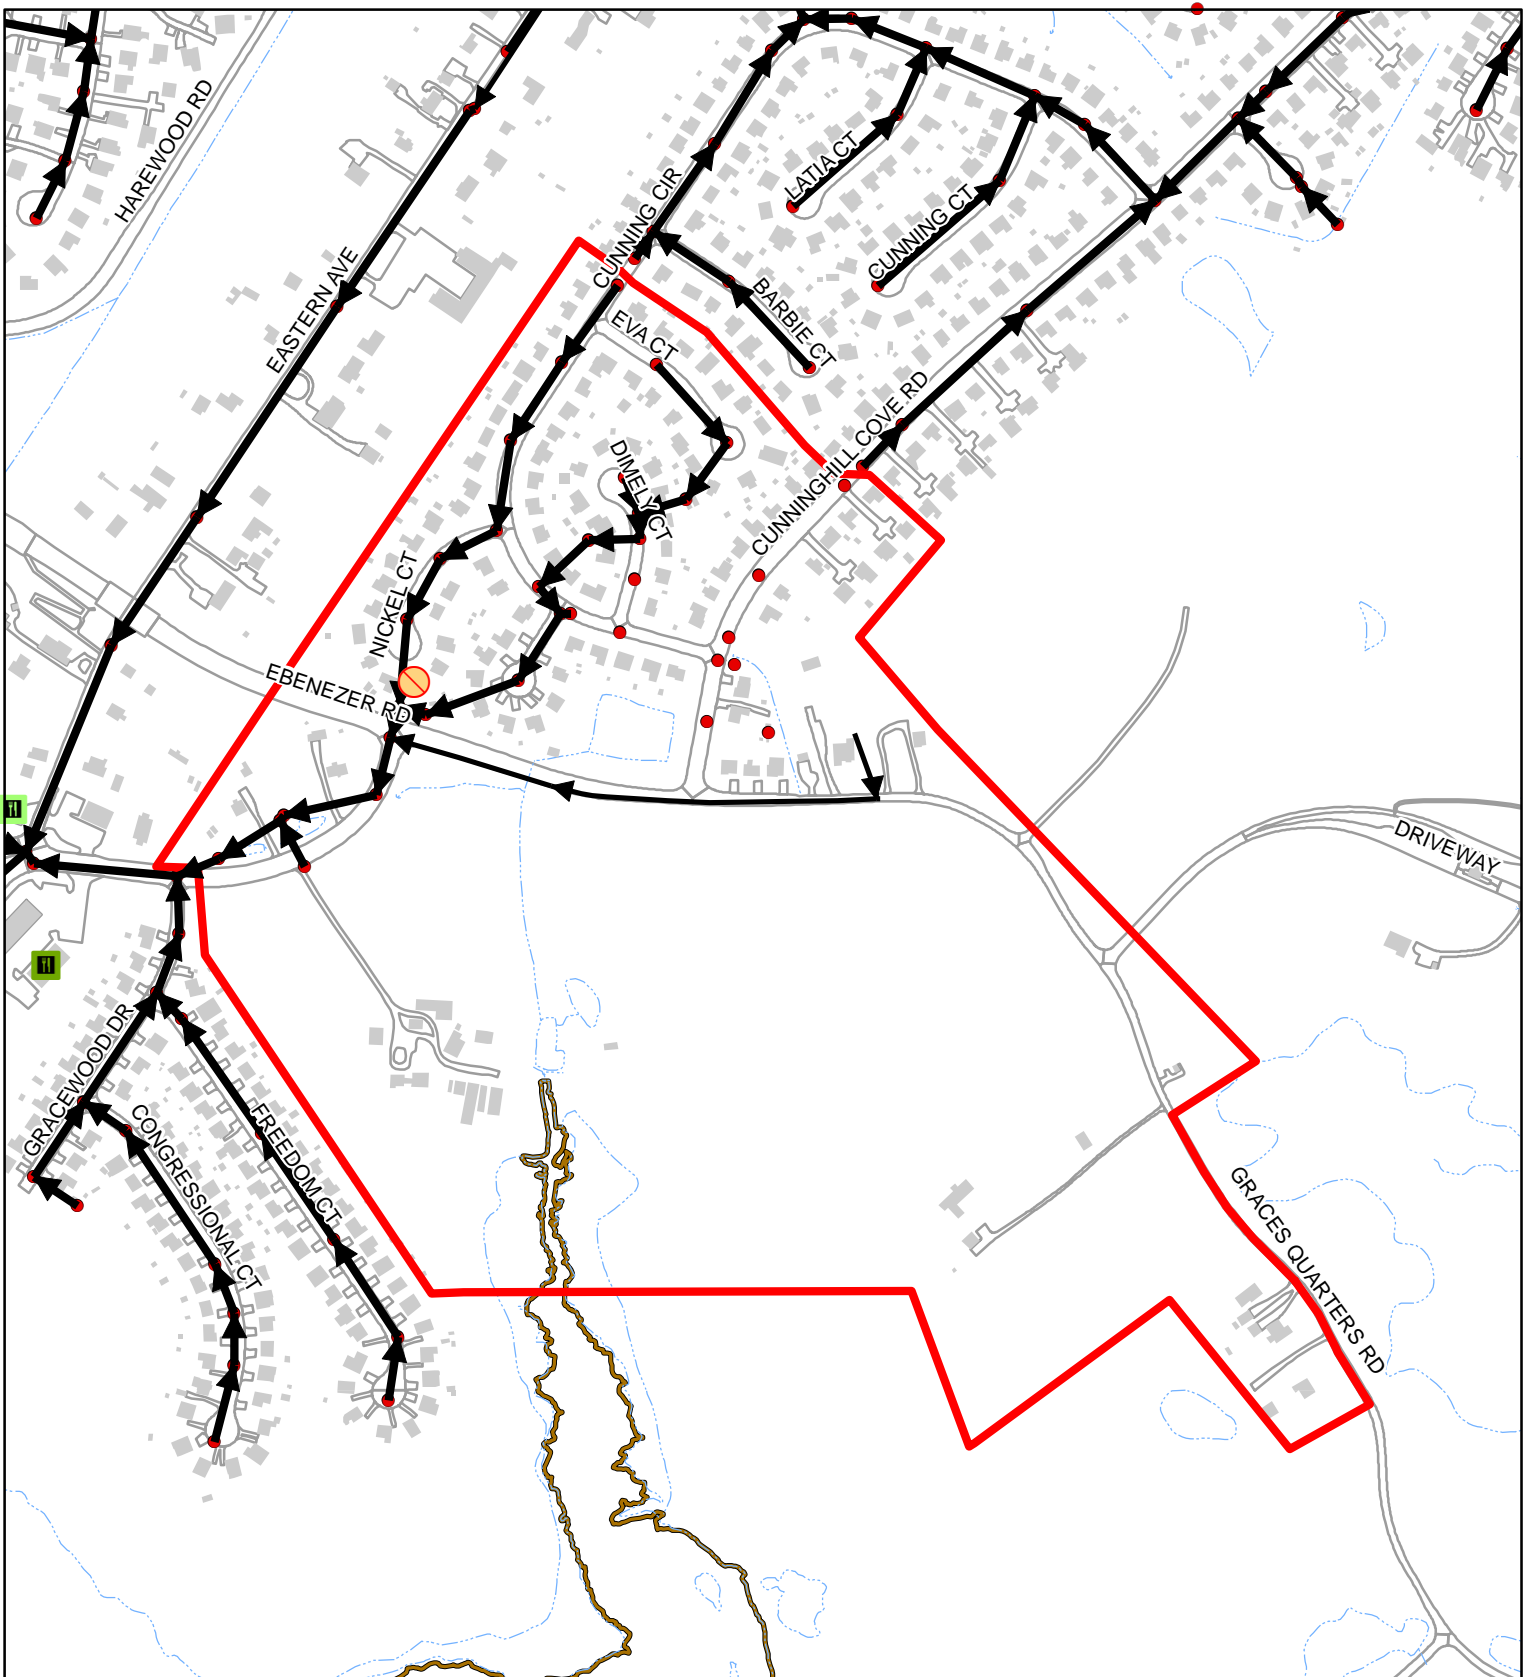 HAREWOOD RD
EASTERN AVE
CUNNING CIR
LATIA CT
CUNNING CT
BARBIE CT
EVA CT
DIMELY CT
CUNNINGHILL COVE RD
NICKEL CT
EBENEZER RD
DRIVEWAY
GRACEWOOD DR
CONGRESSIONAL CT
FREEDOM CT
GRACES QUARTERS RD